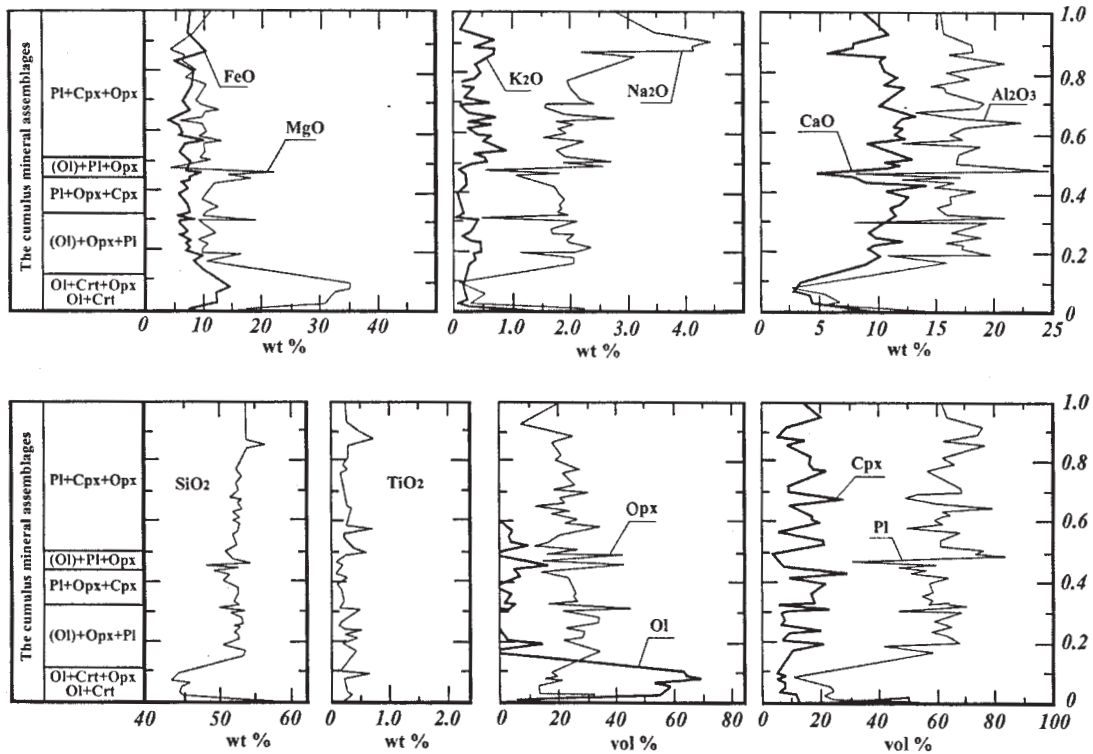 The cumulus mineral assemblages
Pl+Cpx+Opx
(Ol)+Pl+Opx
Pl+Opx+Cpx
(Ol)+Opx+Pl
Ol+Crt+Opx
Ol+Crt
FeO
MgO
0 10 20 30 40
wt %
K2O
Na2O
0 1.0 2.0 3.0 4.0
wt %
CaO
Al2O3
0 5 10 15 20 25
wt %
1.0
0.8
0.6
0.4
0.2
0
The cumulus mineral assemblages
Pl+Cpx+Opx
(Ol)+Pl+Opx
Pl+Opx+Cpx
(Ol)+Opx+Pl
Ol+Crt+Opx
Ol+Crt
SiO2
40 50 60
wt %
TiO2
0 1.0 2.0
wt %
Opx
Ol
0 20 40 60 80
vol %
Cpx
Pl
0 20 40 60 80 100
vol %
1.0
0.8
0.6
0.4
0.2
0